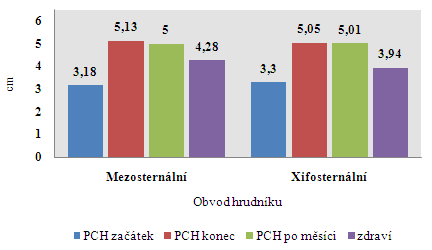 6
5
4
3
2
1
0
cm
3,18
5,13
5
4,28
3,3
5,05
5,01
3,94
Mezosternální
Xifosternální
Obvod hrudníku
PCH začátek
PCH konec
PCH po měsíci
zdraví